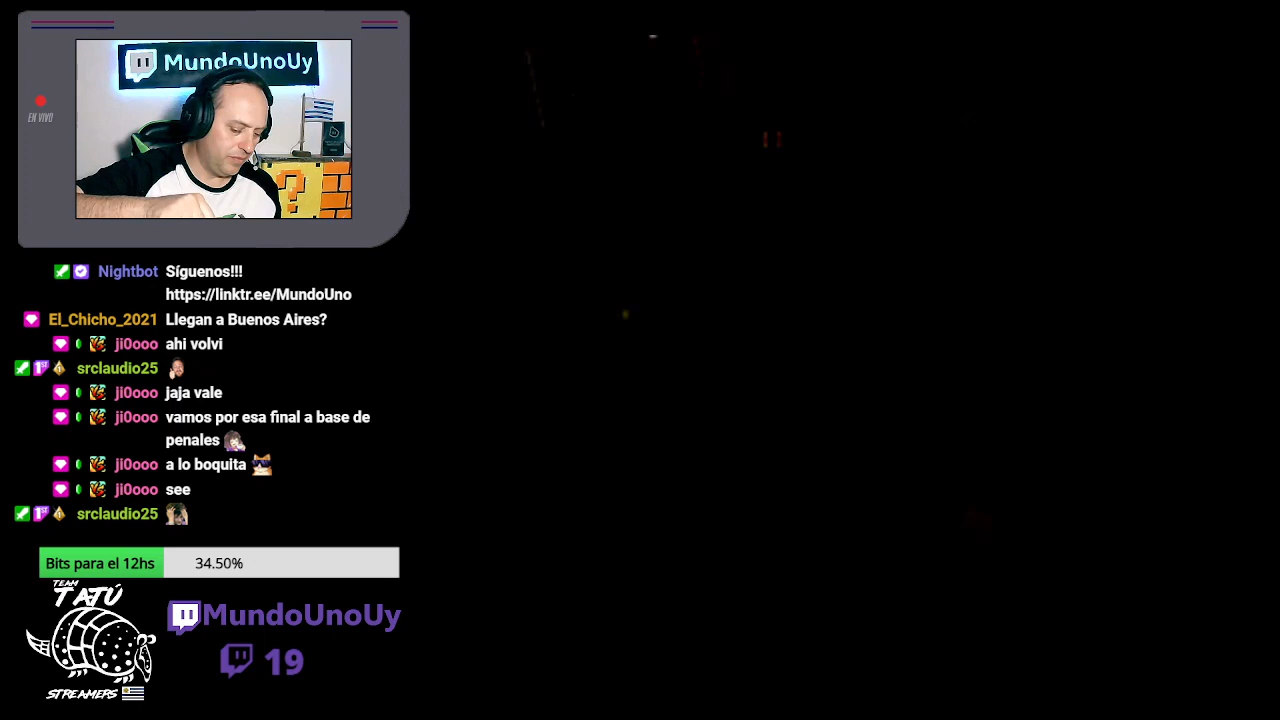 MundoUnoUy
EN VIVO
Nightbot Síguenos!!!
https://linktr.ee/MundoUno
El_Chicho_2021 Llegan a Buenos Aires?
ji0ooo ahi volvi
srclaudio25
ji0ooo jaja vale
ji0ooo vamos por esa final a base de
penales
ji0ooo a lo boquita
ji0ooo see
srclaudio25
Bits para el 12hs 34.50%
TEAM
TATÚ
STREAMERS
MundoUnoUy
19